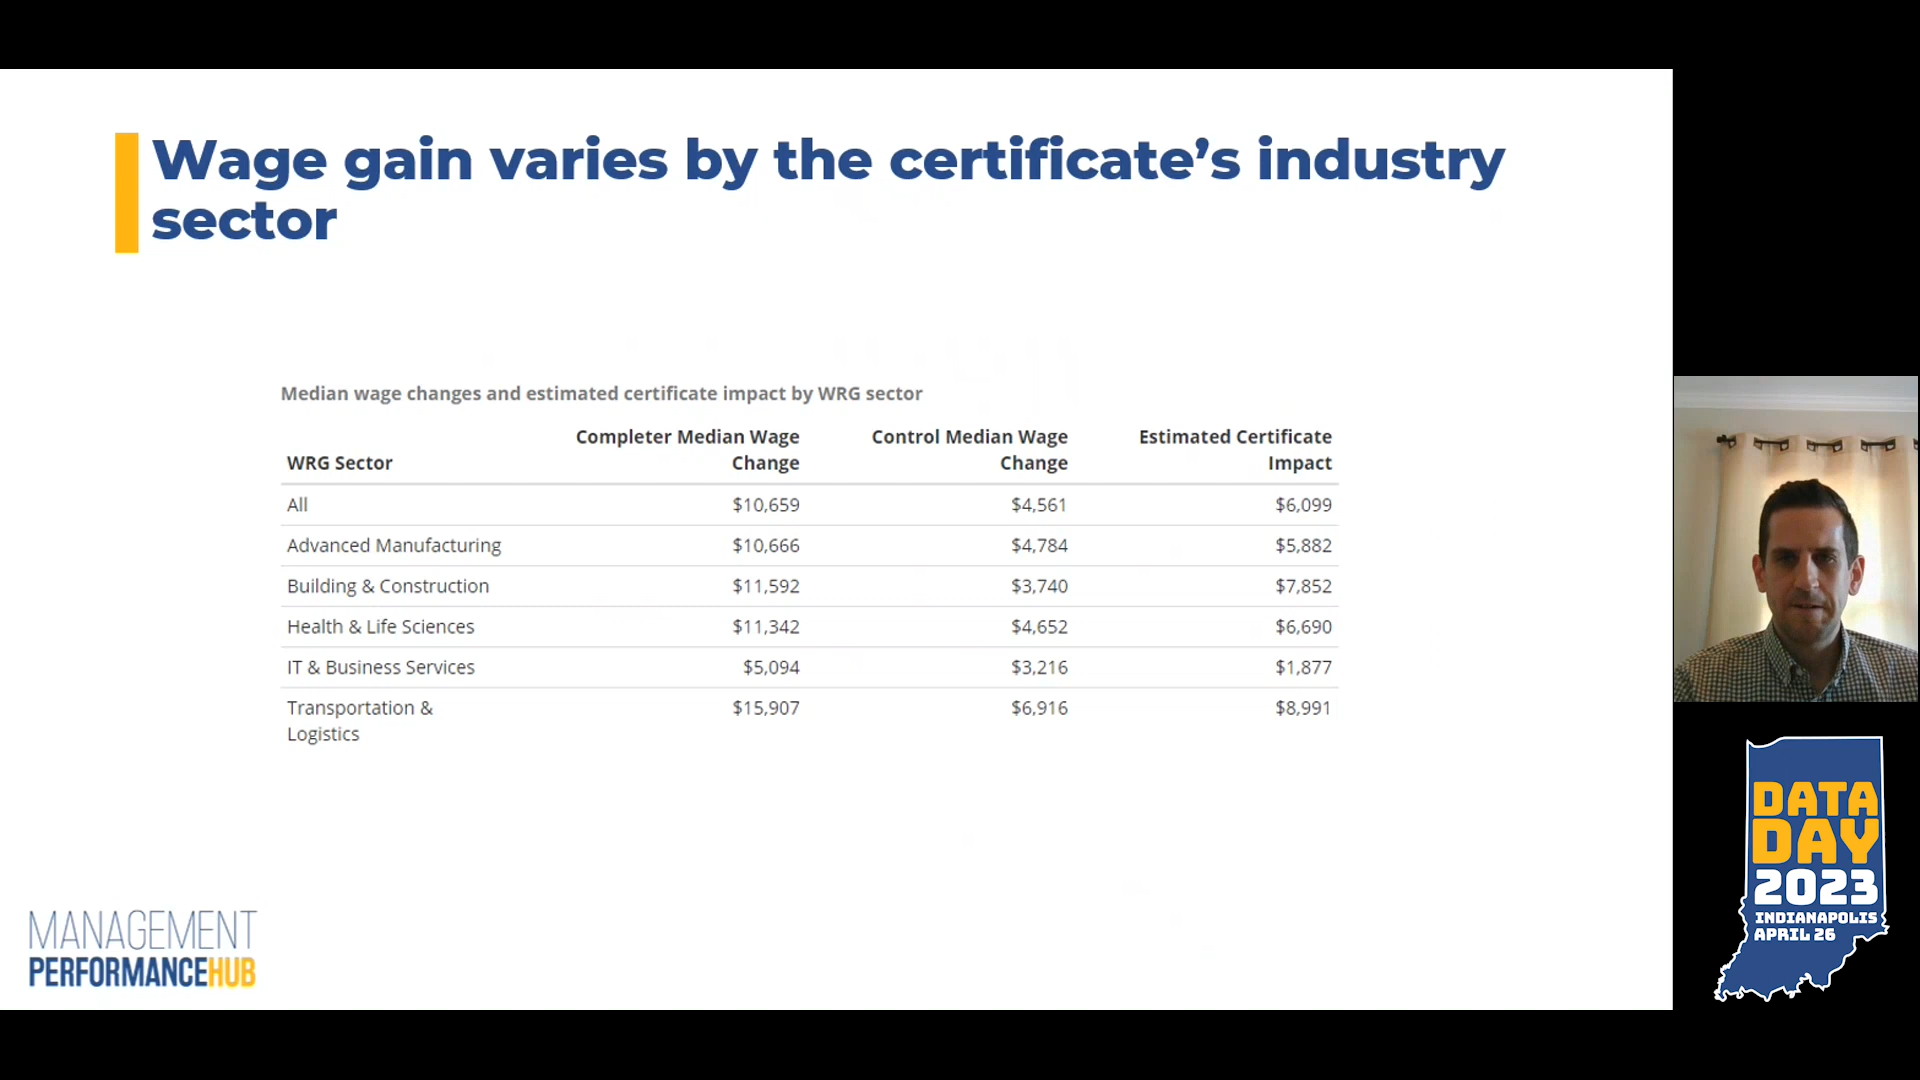 Wage gain varies by the certificate’s industry
sector
Median wage changes and estimated certificate impact by WRG sector
WRG Sector Completer Median Wage Change Control Median Wage Change Estimated Certificate Impact
All $10,659 $4,561 $6,099
Advanced Manufacturing $10,666 $4,784 $5,882
Building & Construction $11,592 $3,740 $7,852
Health & Life Sciences $11,342 $4,652 $6,690
IT & Business Services $5,094 $3,216 $1,877
Transportation & Logistics $15,907 $6,916 $8,991
MANAGEMENT
PERFORMANCEHUB
DATA
DAY
2023
INDIANAPOLIS
APRIL 26